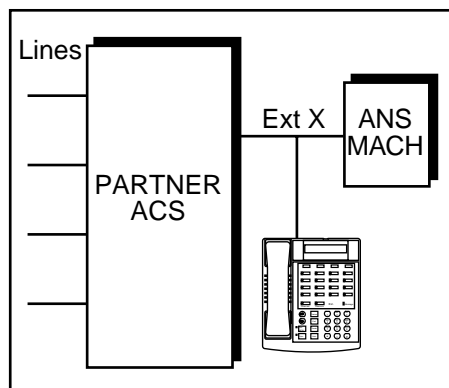 Lines
PARTNER
ACS
Ext X
ANS
MACH